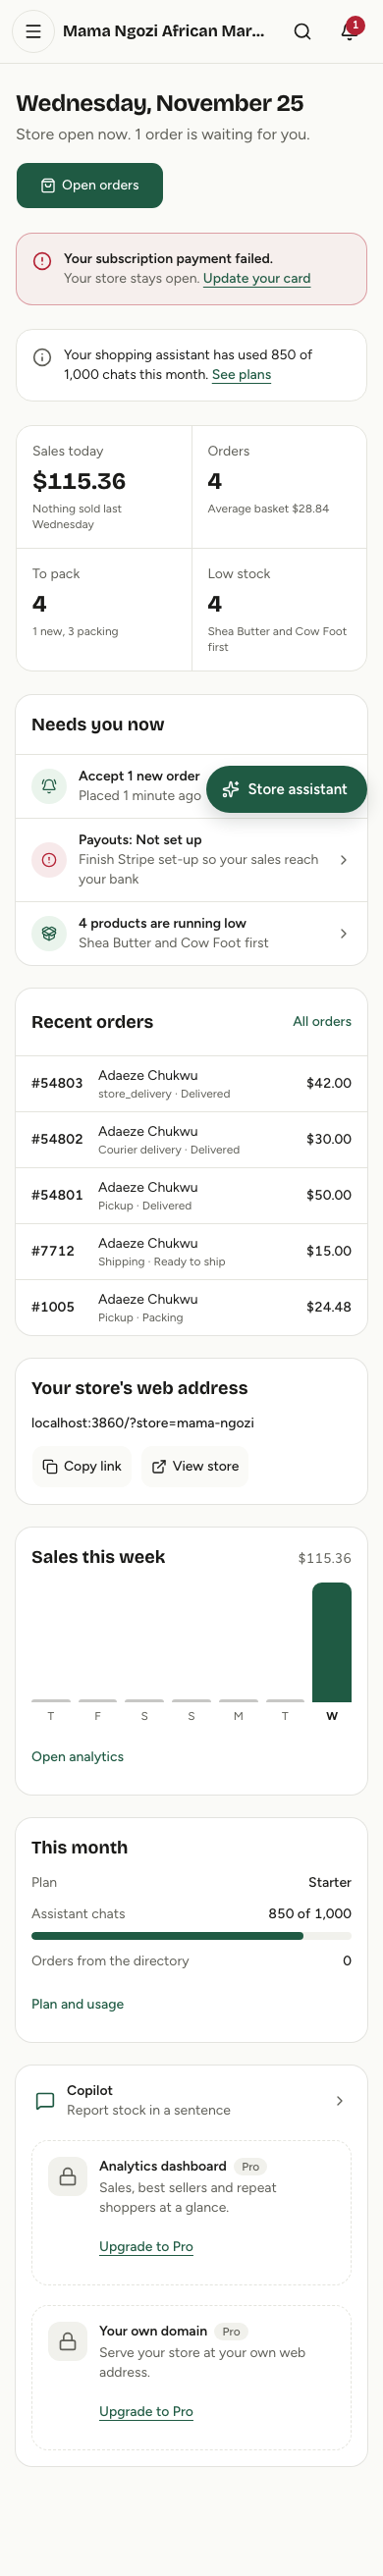 Mama Ngozi African Mar...
1
Wednesday, November 25
Store open now. 1 order is waiting for you.
Open orders
Your subscription payment failed.
Your store stays open. Update your card
Your shopping assistant has used 850 of
1,000 chats this month. See plans
Sales today
$115.36
Nothing sold last
Wednesday
Orders
4
Average basket $28.84
To pack
4
1 new, 3 packing
Low stock
4
Shea Butter and Cow Foot
first
Needs you now
Accept 1 new order
Placed 1 minute ago
Store assistant
Payouts: Not set up
Finish Stripe set-up so your sales reach
your bank
4 products are running low
Shea Butter and Cow Foot first
Recent orders
All orders
#54803
Adaeze Chukwu
store_delivery · Delivered
$42.00
#54802
Adaeze Chukwu
Courier delivery · Delivered
$30.00
#54801
Adaeze Chukwu
Pickup · Delivered
$50.00
#7712
Adaeze Chukwu
Shipping · Ready to ship
$15.00
#1005
Adaeze Chukwu
Pickup · Packing
$24.48
Your store's web address
localhost:3860/?store=mama-ngozi
Copy link
View store
Sales this week
$115.36
T F S S M T W
Open analytics
This month
Plan
Starter
Assistant chats
850 of 1,000
Orders from the directory
0
Plan and usage
Copilot
Report stock in a sentence
Analytics dashboard Pro
Sales, best sellers and repeat
shoppers at a glance.
Upgrade to Pro
Your own domain Pro
Serve your store at your own web
address.
Upgrade to Pro